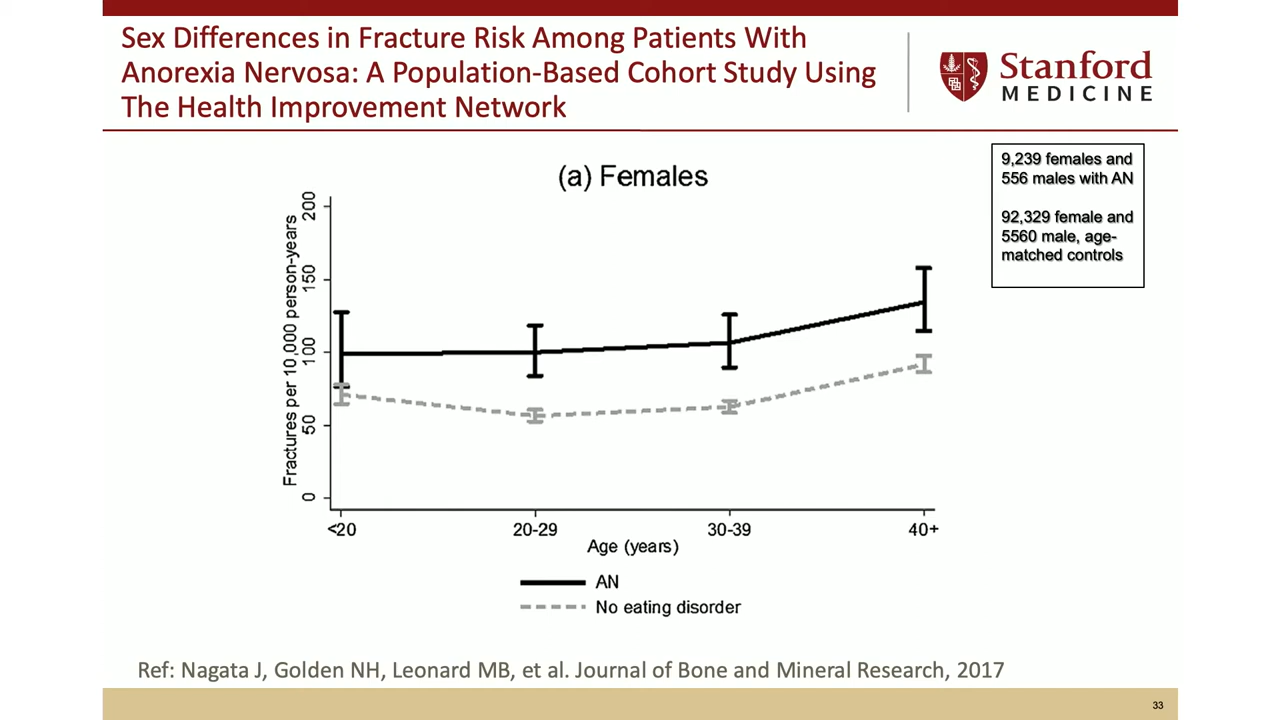 Sex Differences in Fracture Risk Among Patients With
Anorexia Nervosa: A Population-Based Cohort Study Using
The Health Improvement Network
Stanford
MEDICINE
9,239 females and
556 males with AN
92,329 female and
5560 male, age-
matched controls
(a) Females
Fractures per 10,000 person-years
200
150
100
50
0
<20
20-29
30-39
40+
Age (years)
AN
No eating disorder
Ref: Nagata J, Golden NH, Leonard MB, et al. Journal of Bone and Mineral Research, 2017
33